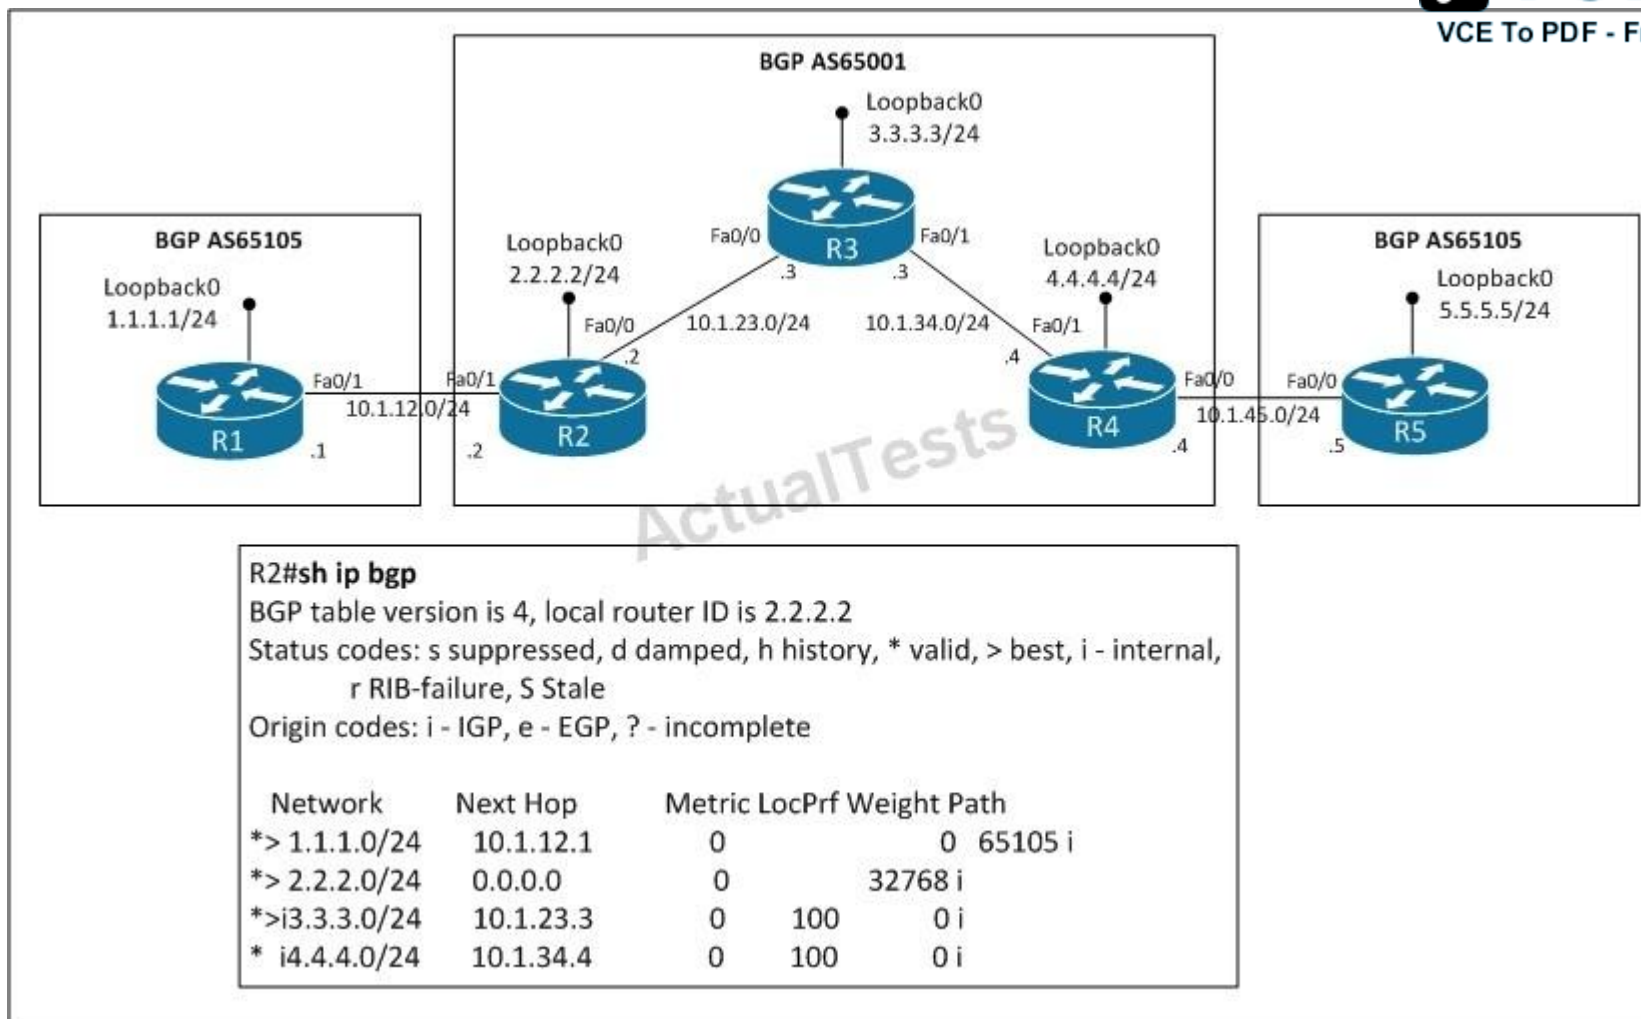 VCE To PDF - F
BGP AS65001
Loopback0
3.3.3.3/24
BGP AS65105
Loopback0
1.1.1.1/24
Loopback0
2.2.2.2/24
Fa0/0
R3
Fa0/1
.3
.3
Loopback0
4.4.4.4/24
BGP AS65105
Loopback0
5.5.5.5/24
Fa0/0
10.1.23.0/24
10.1.34.0/24
Fa0/1
.2
.4
Fa0/1
Fa0/1
10.1.12.0/24
R1
.1
.2
R2
R4
Fa0/0
Fa0/0
10.1.45.0/24
.4
.5
R5
ActualTests
R2#sh ip bgp
BGP table version is 4, local router ID is 2.2.2.2
Status codes: s suppressed, d damped, h history, * valid, > best, i - internal,
r RIB-failure, S Stale
Origin codes: i - IGP, e - EGP, ? - incomplete
Network Next Hop Metric LocPrf Weight Path
*> 1.1.1.0/24 10.1.12.1 0 0 65105 i
*> 2.2.2.0/24 0.0.0.0 0 32768 i
*>i3.3.3.0/24 10.1.23.3 0 100 0 i
* i4.4.4.0/24 10.1.34.4 0 100 0 i